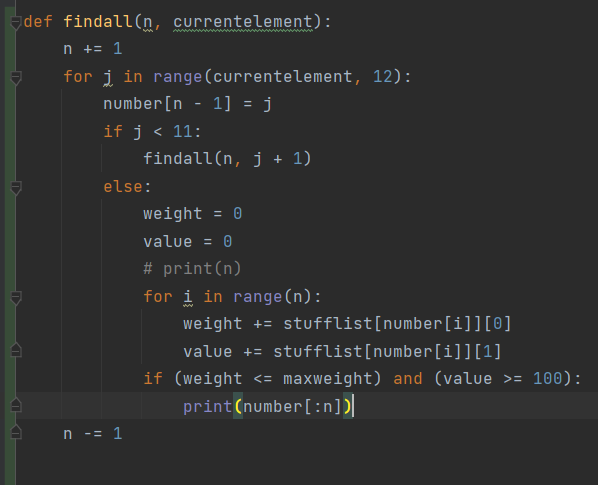 def findall(n, currentelement):
    n += 1
    for j in range(currentelement, 12):
        number[n - 1] = j
        if j < 11:
            findall(n, j + 1)
        else:
            weight = 0
            value = 0
            # print(n)
            for i in range(n):
                weight += stufflist[number[i]][0]
                value += stufflist[number[i]][1]
            if (weight <= maxweight) and (value >= 100):
                print(number[:n])
    n -= 1